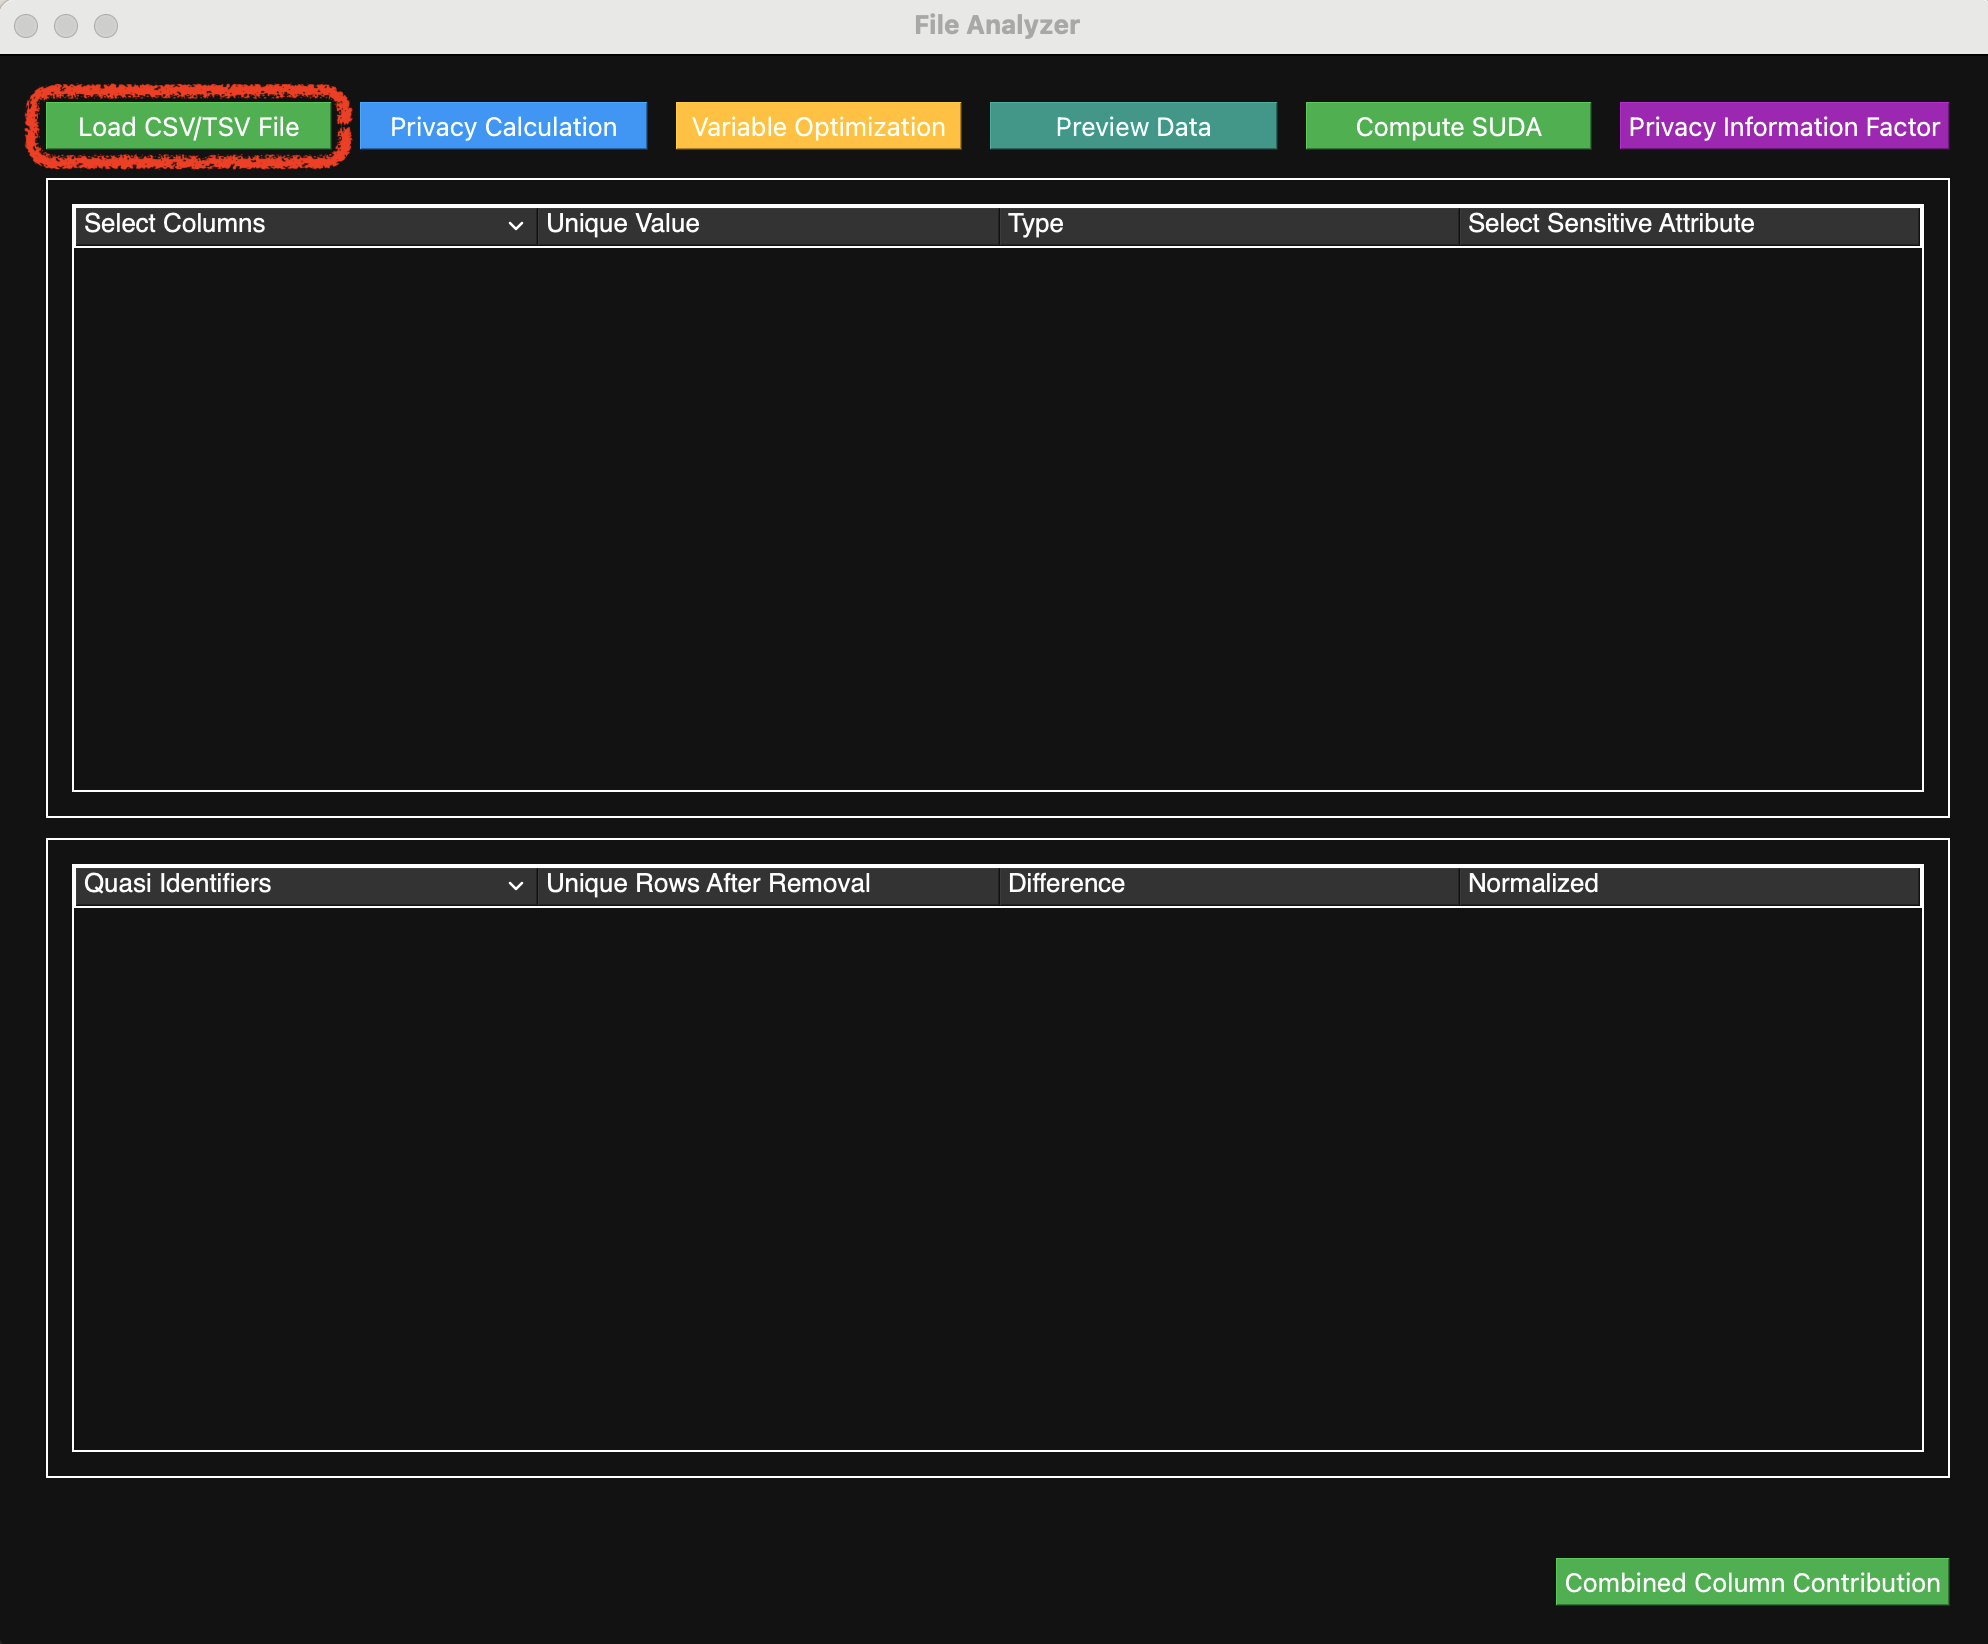 File Analyzer
Load CSV/TSV File Privacy Calculation Variable Optimization Preview Data Compute SUDA Privacy Information Factor
Select Columns Unique Value Type Select Sensitive Attribute
Quasi Identifiers Unique Rows After Removal Difference Normalized
Combined Column Contribution